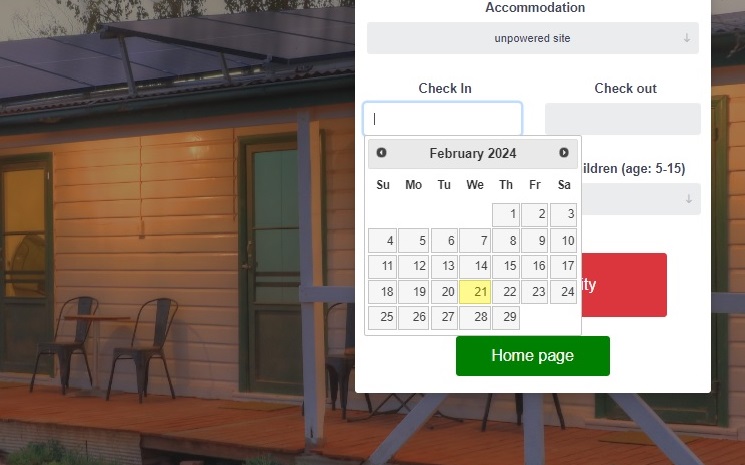 Accommodation
unpowered site
Check In
Check out
February 2024
Su Mo Tu We Th Fr Sa
1 2 3
4 5 6 7 8 9 10
11 12 13 14 15 16 17
18 19 20 21 22 23 24
25 26 27 28 29
ildren (age: 5-15)
ity
Home page